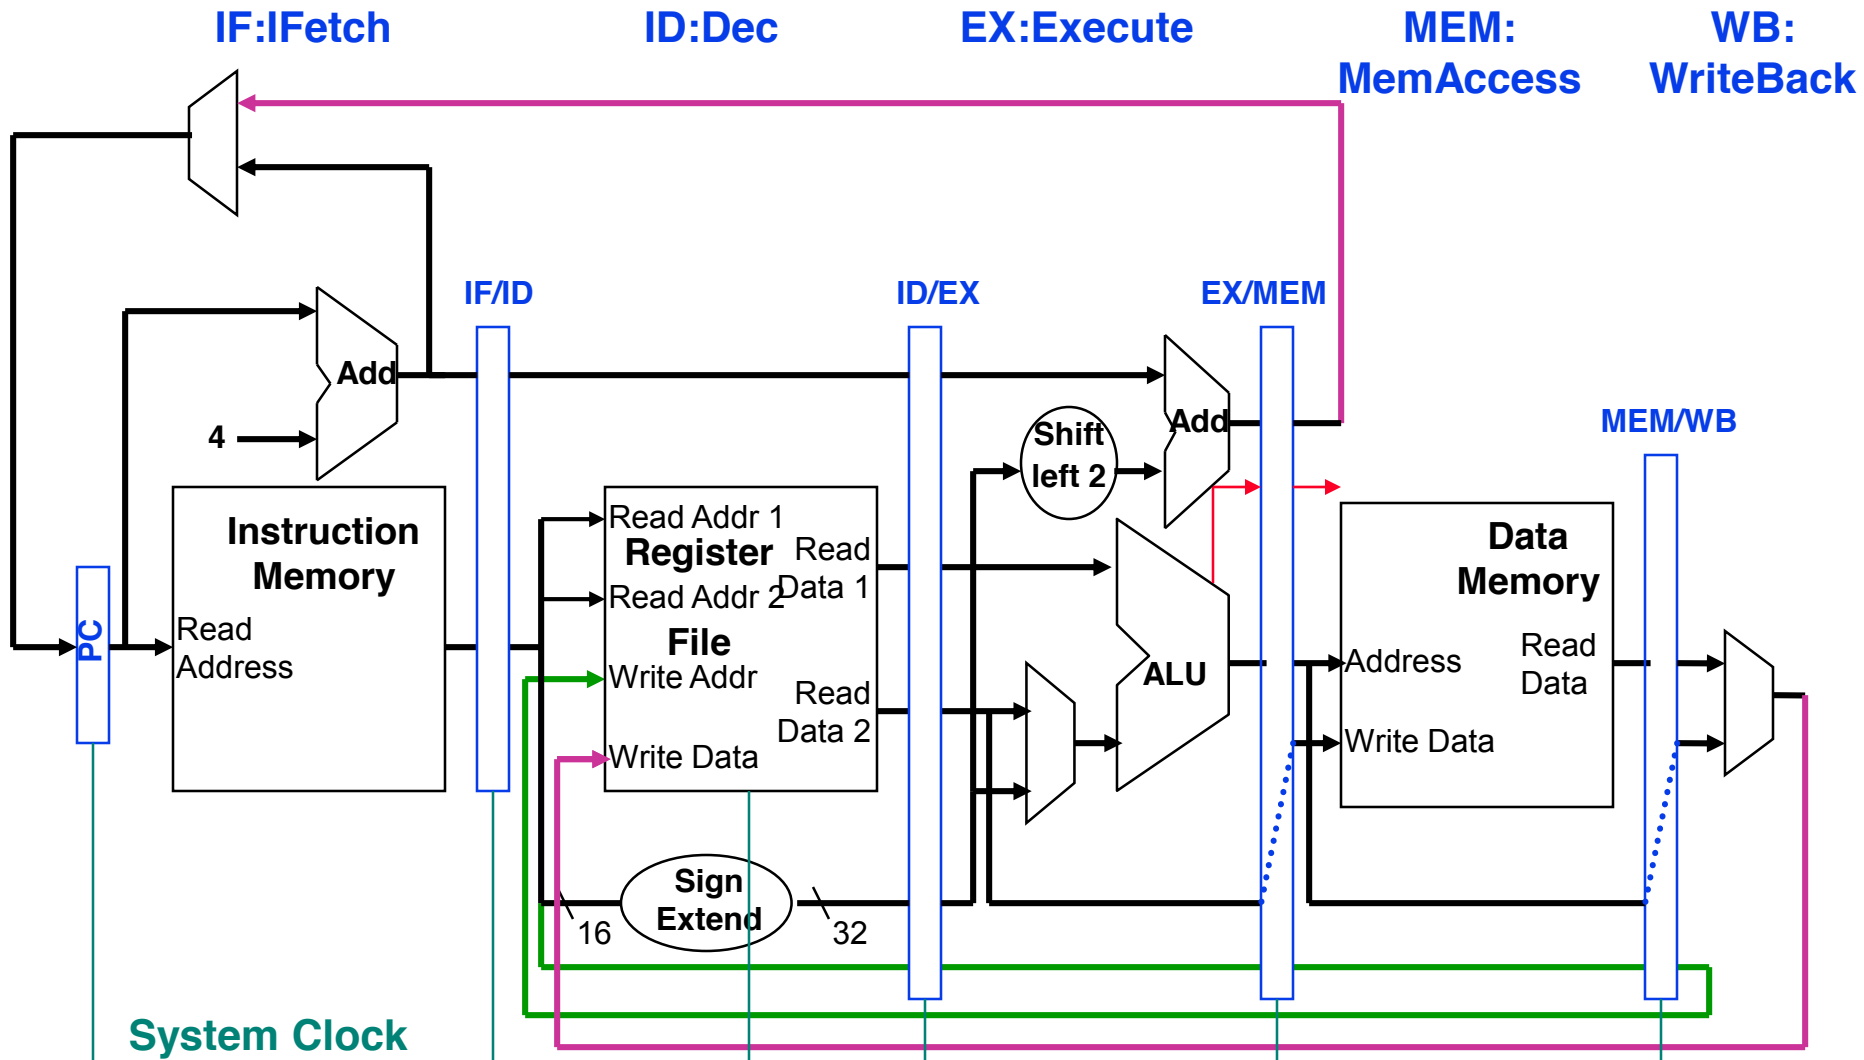 IF:IFetch
ID:Dec
EX:Execute
MEM:
MemAccess
WB:
WriteBack
IF/ID
ID/EX
EX/MEM
MEM/WB
Add
4
Shift
left 2
Add
Instruction
Memory
Read
Address
PC
Read Addr 1
Register
Read Addr 2
File
Write Addr
Write Data
Read
Data 1
Read
Data 2
ALU
Data
Memory
Address
Read
Data
Write Data
Sign
Extend
16
32
System Clock